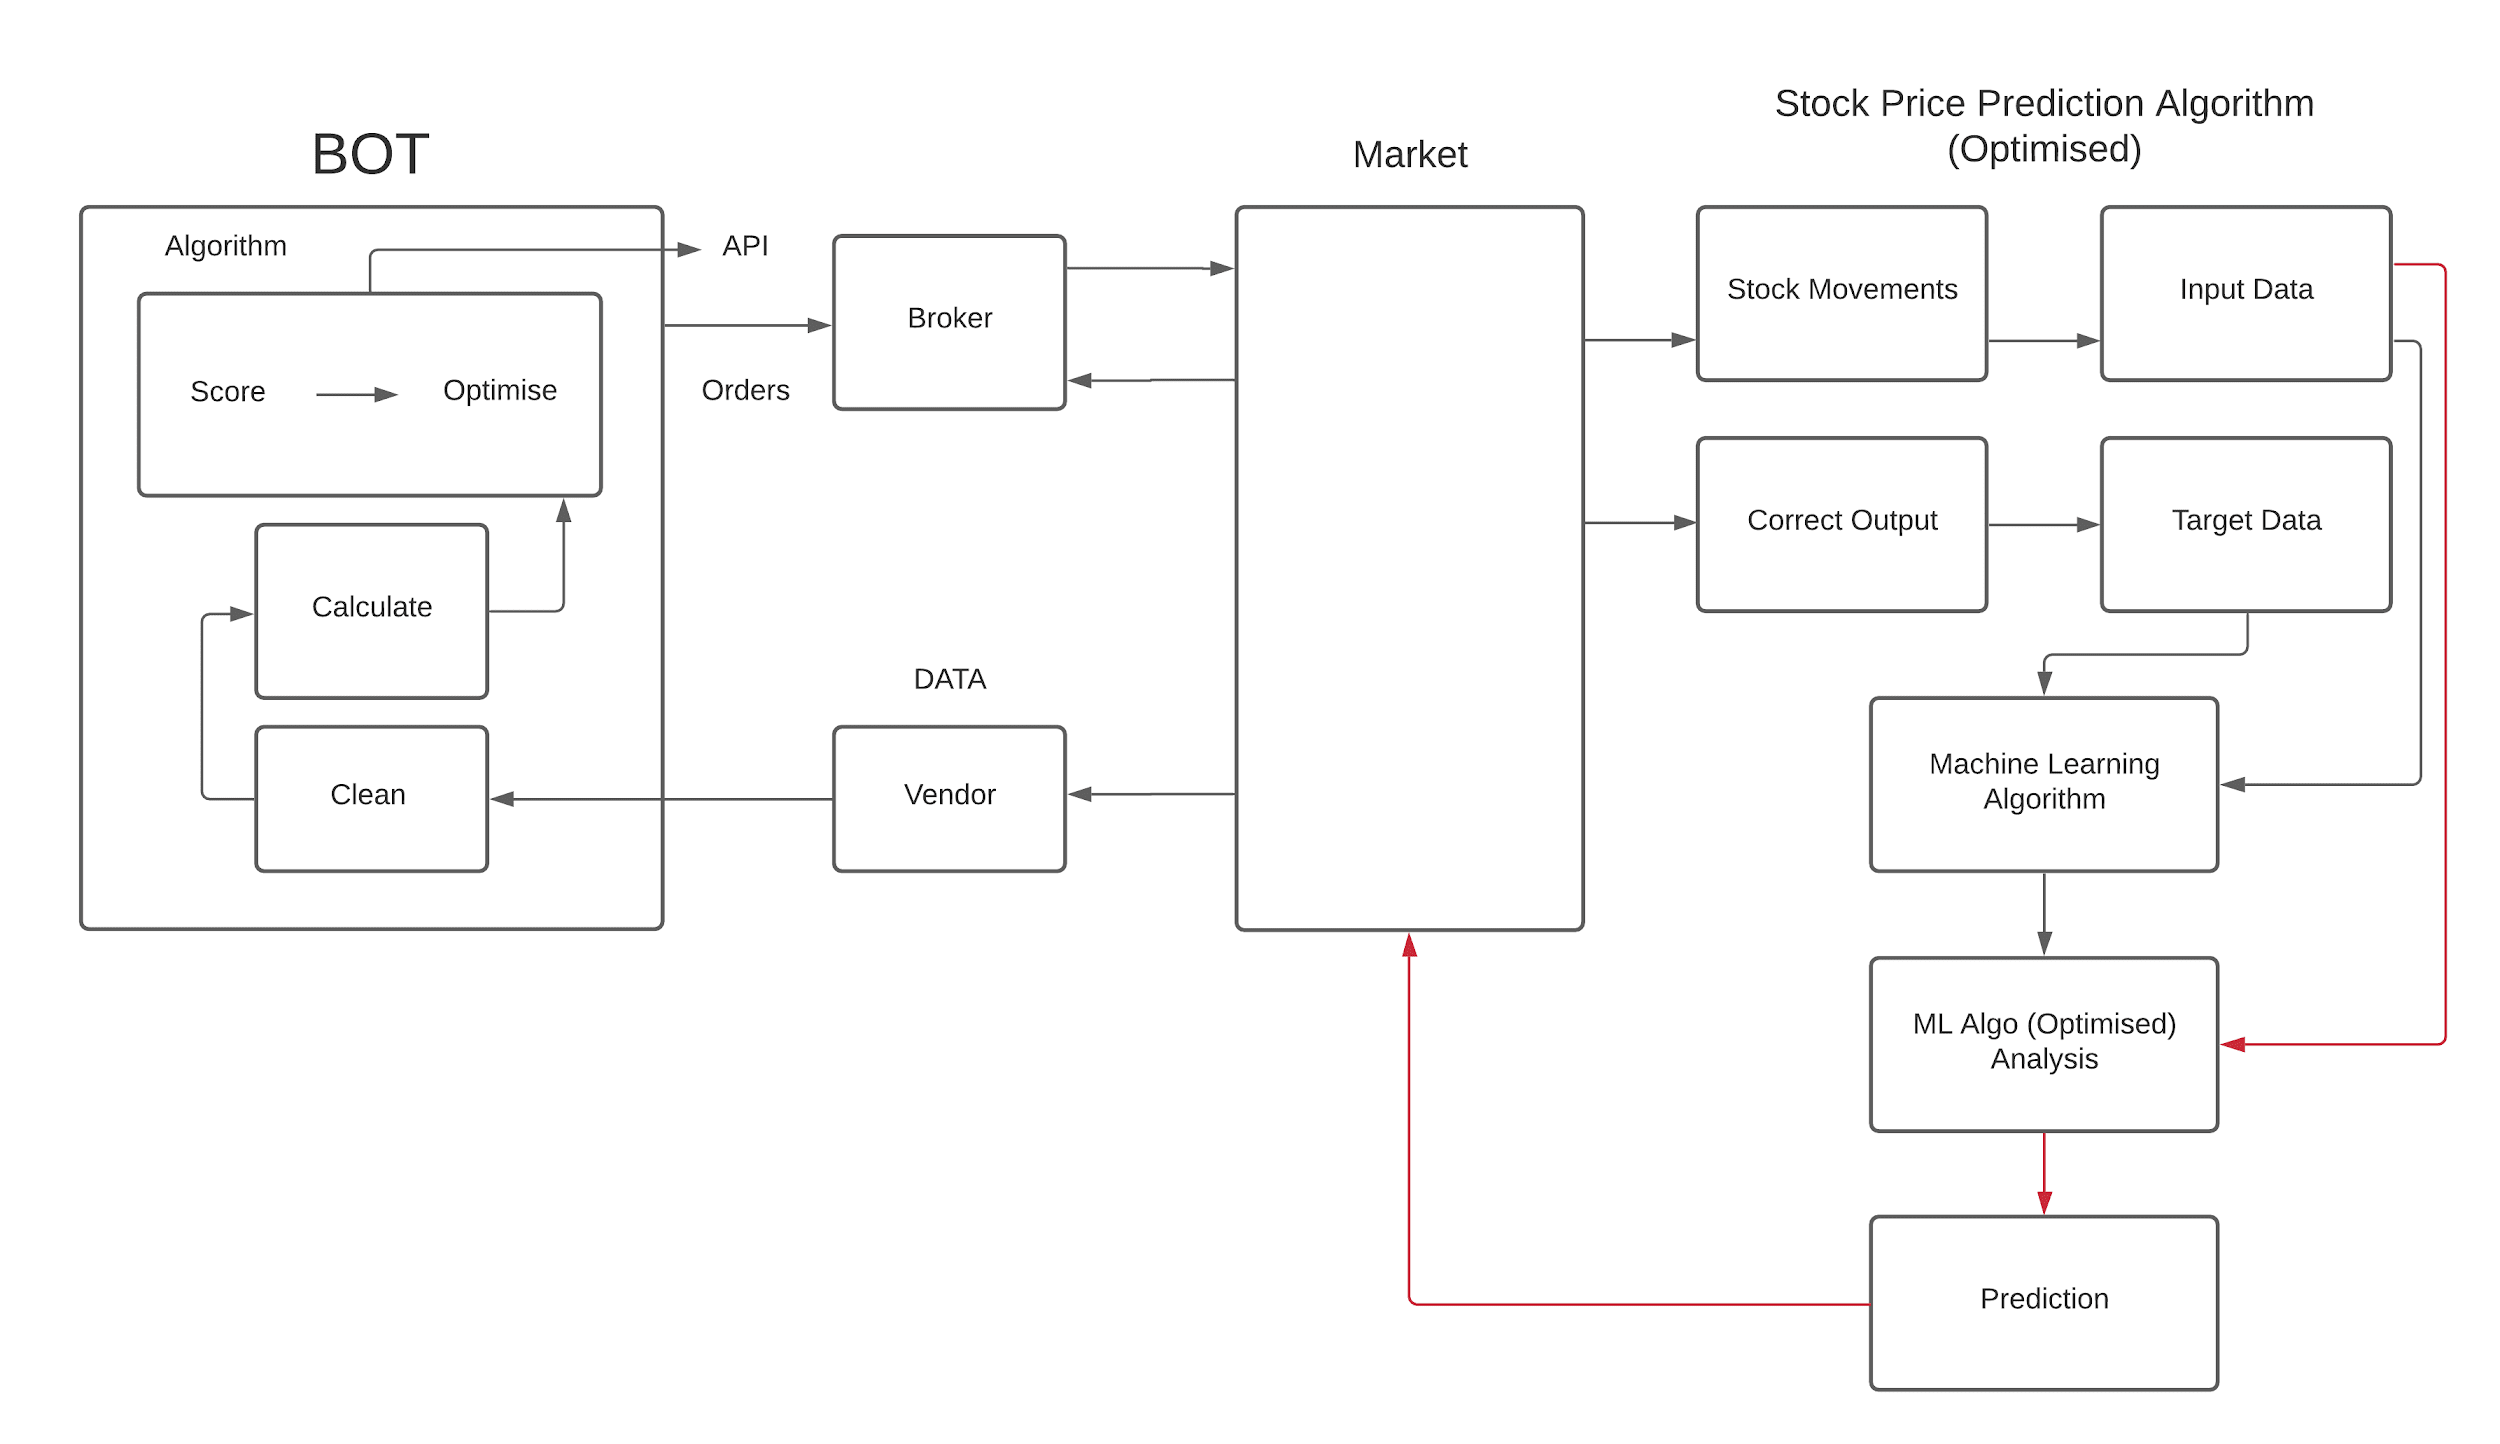 BOT
Algorithm
Score
Optimise
Calculate
Clean
API
Orders
Broker
DATA
Vendor
Market
Stock Price Prediction Algorithm
(Optimised)
Stock Movements
Input Data
Correct Output
Target Data
Machine Learning
Algorithm
ML Algo (Optimised)
Analysis
Prediction